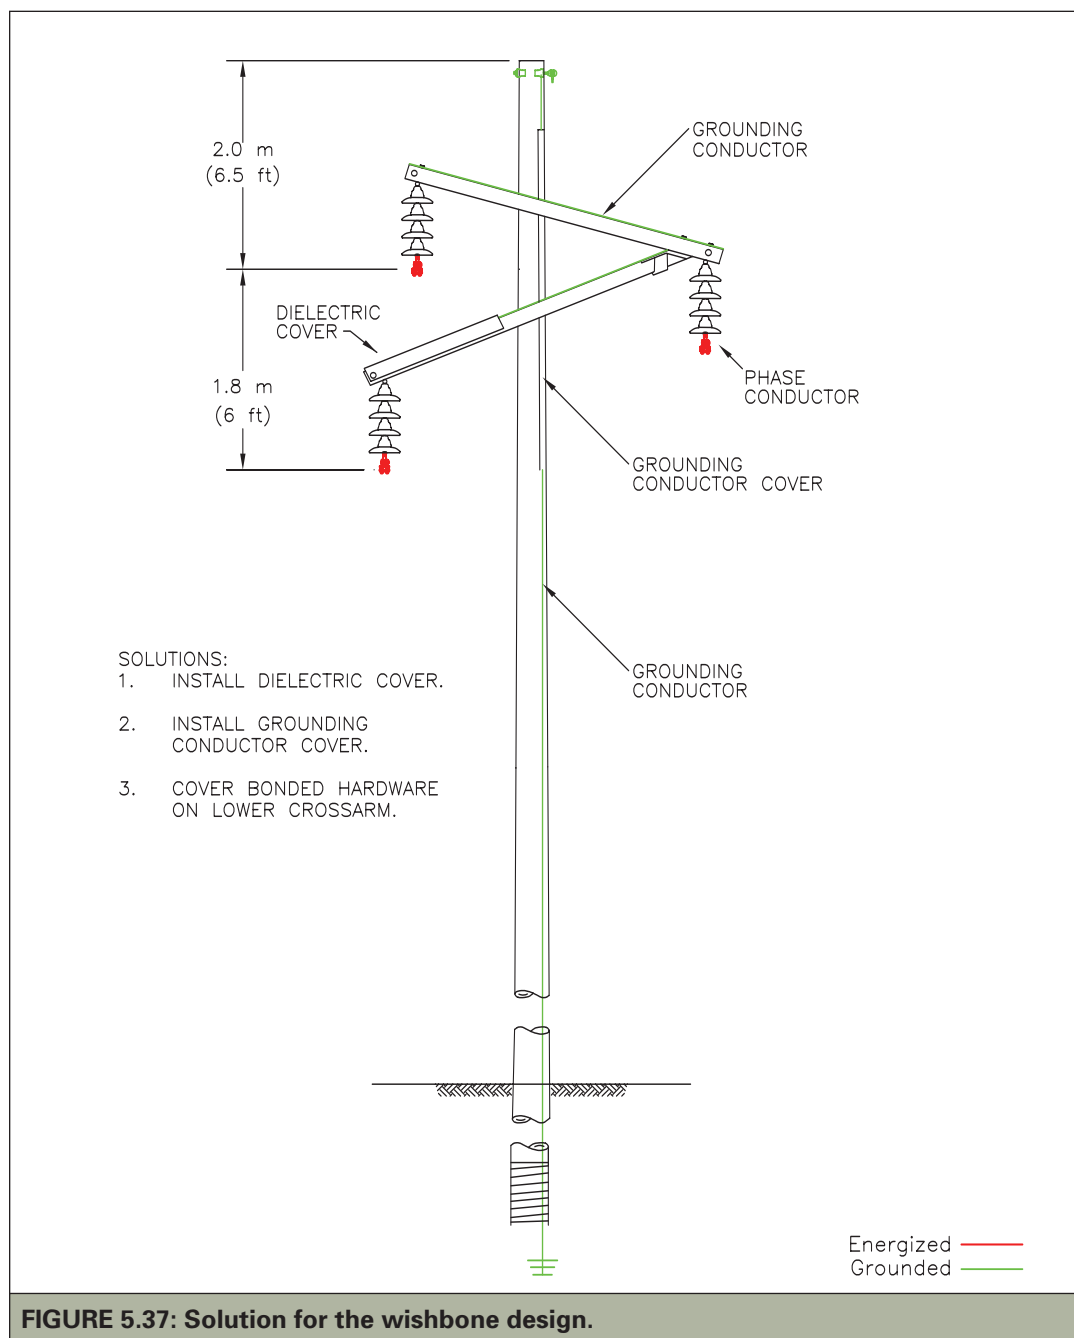 2.0 m
(6.5 ft)
GROUNDING
CONDUCTOR
DIELECTRIC
COVER
1.8 m
(6 ft)
PHASE
CONDUCTOR
GROUNDING
CONDUCTOR COVER
GROUNDING
CONDUCTOR
SOLUTIONS:
1. INSTALL DIELECTRIC COVER.
2. INSTALL GROUNDING
CONDUCTOR COVER.
3. COVER BONDED HARDWARE
ON LOWER CROSSARM.
Energized
Grounded
FIGURE 5.37: Solution for the wishbone design.